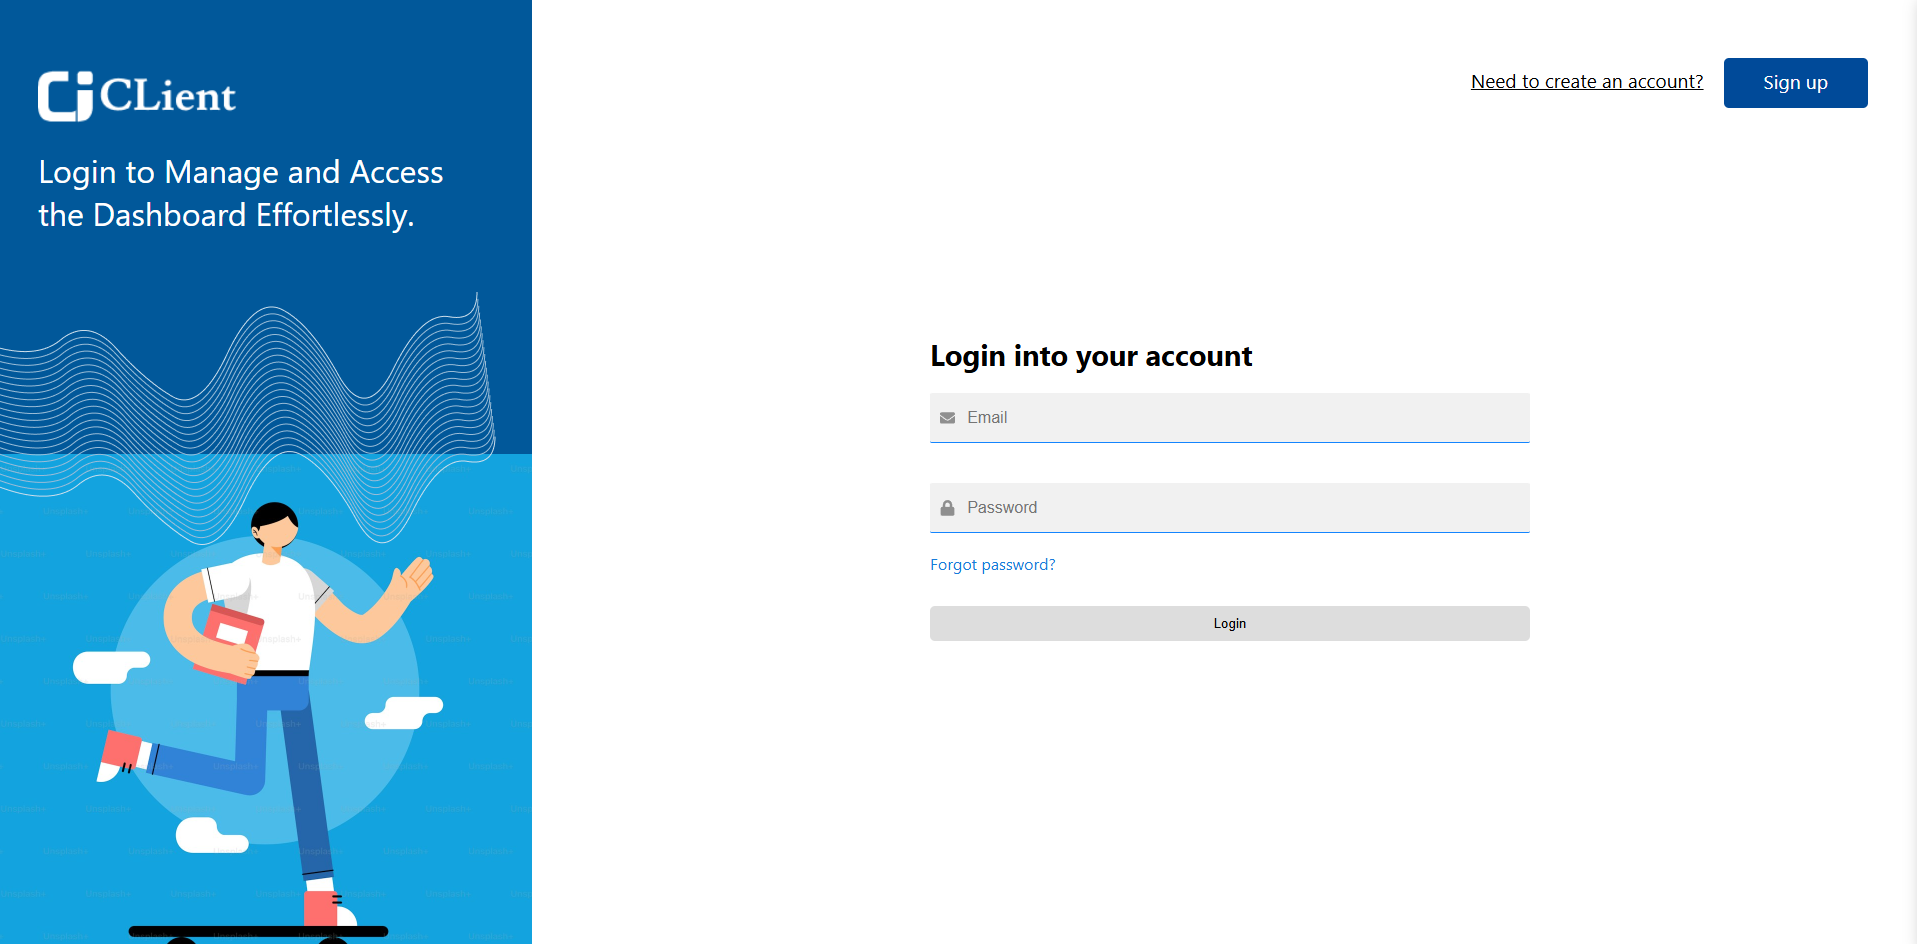 CLient
Login to Manage and Access
the Dashboard Effortlessly.
Need to create an account?
Sign up
Login into your account
Email
Password
Forgot password?
Login
Unsplash+